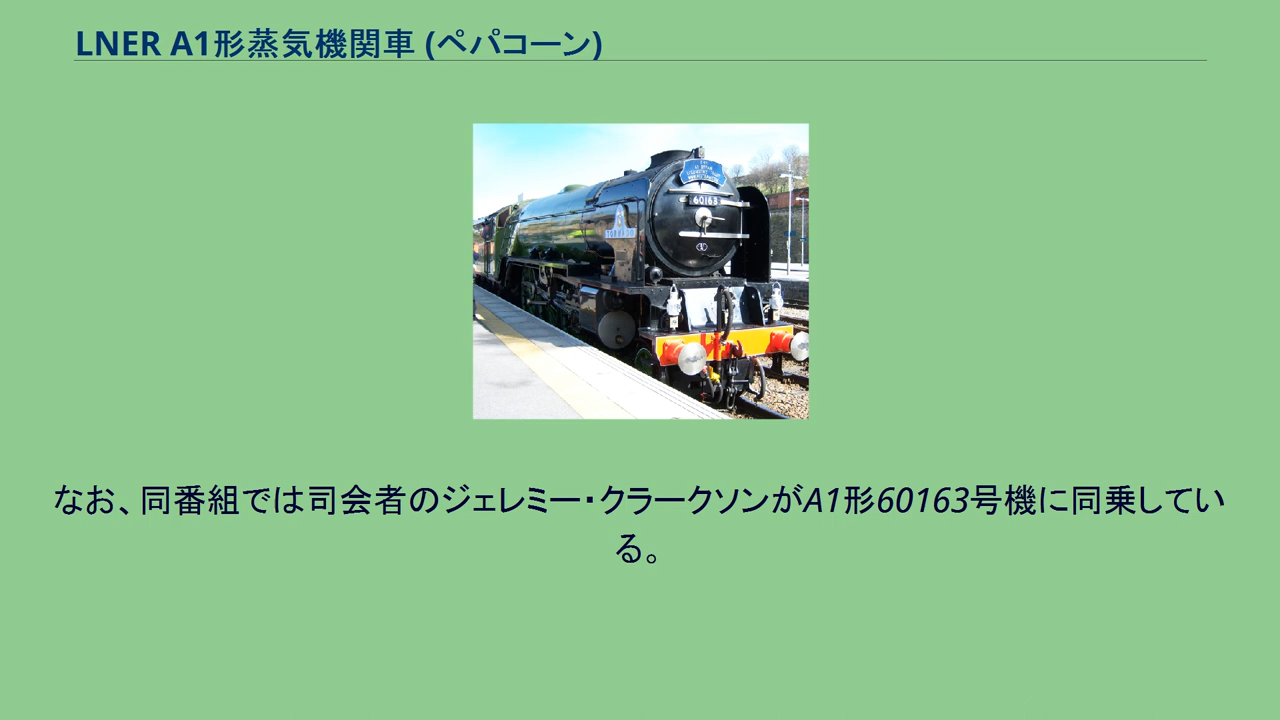 LNER A1形蒸気機関車 (ペパコーン)
60163
TORNADO
なお、同番組では司会者のジェレミー・クラークソンがA1形60163号機に同乗してい
る。